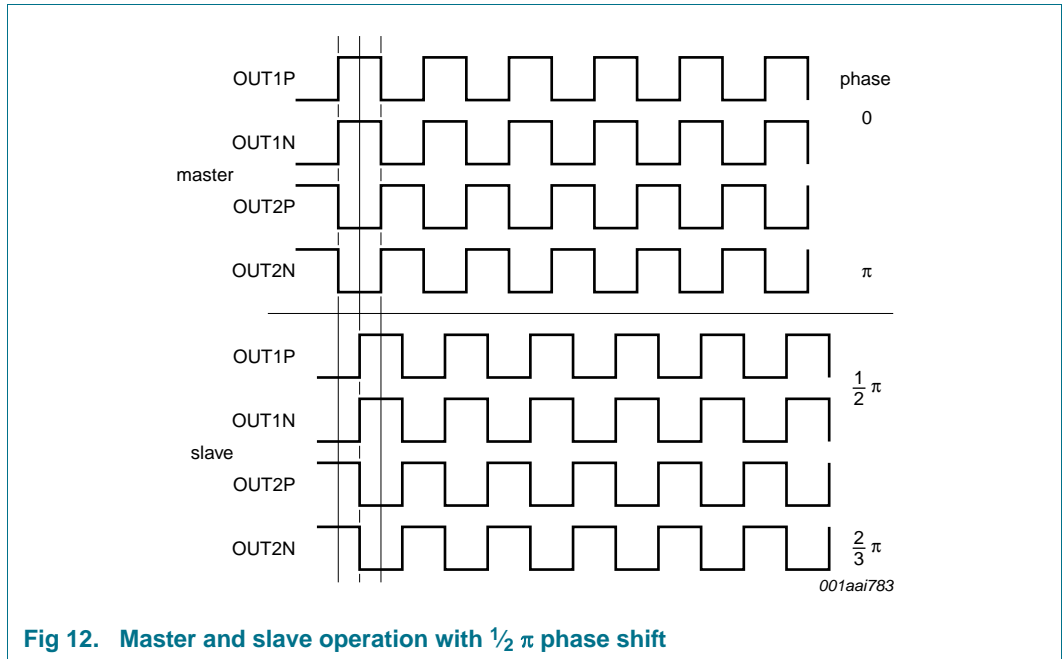 OUT1P
phase
0
OUT1N
master
OUT2P
OUT2N
π
OUT1P
1/2 π
OUT1N
slave
OUT2P
OUT2N
2/3 π
001aai783
Fig 12. Master and slave operation with 1/2 π phase shift